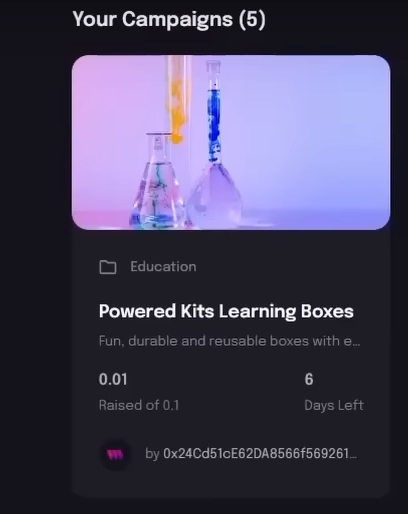 Your Campaigns (5)
Education
Powered Kits Learning Boxes
Fun, durable and reusable boxes with e...
0.01
6
Raised of 0.1
Days Left
by 0x24Cd51cE62DA8566f569261...